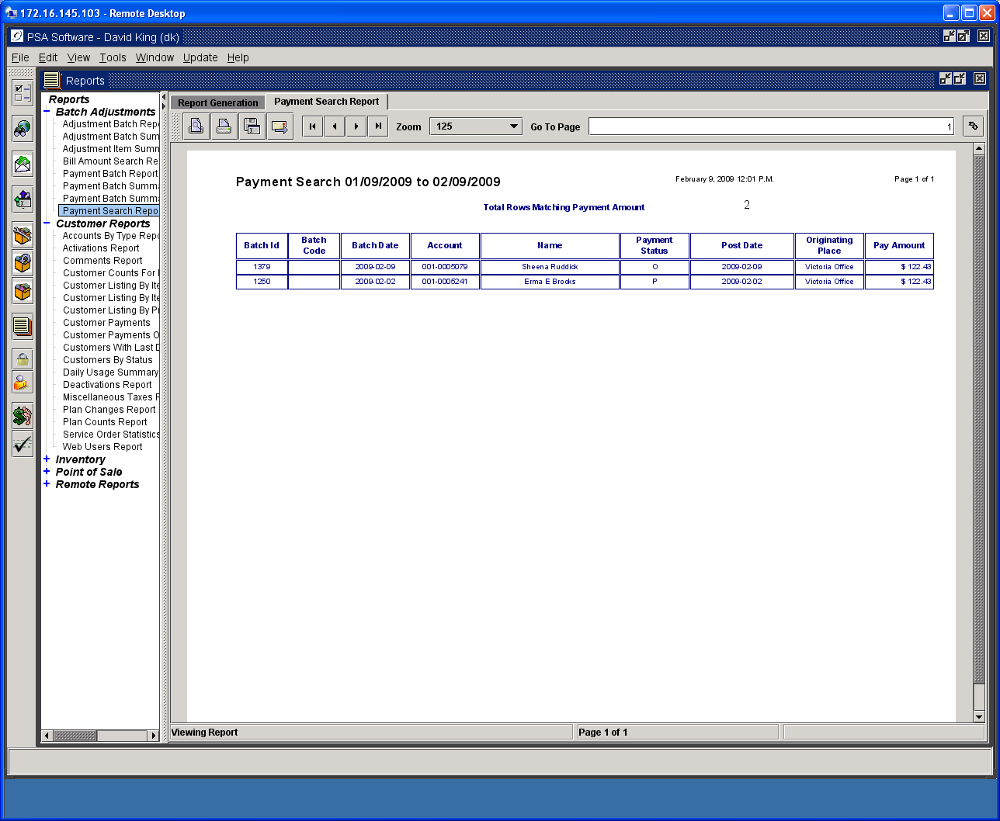 172.16.145.103 - Remote Desktop
PSA Software - David King (dk)
File Edit View Tools Window Update Help
Reports
Reports
Batch Adjustments
Adjustment Batch Repo
Adjustment Batch Sum
Adjustment Item Summ
Bill Amount Search Re
Payment Batch Report
Payment Batch Summa
Payment Batch Summa
Payment Search Repo
Customer Reports
Accounts By Type Repo
Activations Report
Comments Report
Customer Counts For
Customer Listing By Ite
Customer Listing By Ite
Customer Listing By Pr
Customer Payments
Customer Payments O
Customers With Last D
Customers By Status
Daily Usage Summary
Deactivations Report
Miscellaneous Taxes R
Plan Changes Report
Plan Counts Report
Service Order Statistics
Web Users Report
Inventory
Point of Sale
Remote Reports
Report Generation Payment Search Report
Zoom 125 Go To Page 1
Payment Search 01/09/2009 to 02/09/2009 February 9, 2009 12:01 P.M. Page 1 of 1
Total Rows Matching Payment Amount 2
Batch Id Batch Code Batch Date Account Name Payment Status Post Date Originating Place Pay Amount
1379 2009-02-09 001-0005079 Sheena Ruddick O 2009-02-09 Victoria Office $ 122.43
1250 2009-02-02 001-0005241 Erma E Brooks P 2009-02-02 Victoria Office $ 122.43
Viewing Report Page 1 of 1